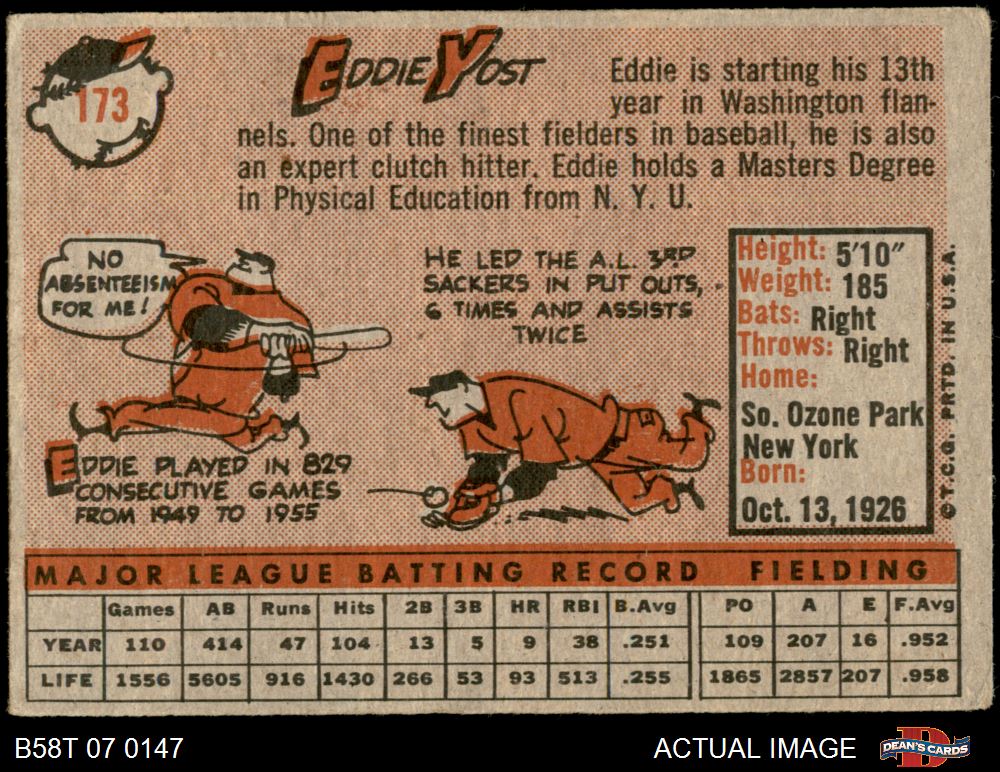 173
EDDIE YOST
Eddie is starting his 13th
year in Washington flan-
nels. One of the finest fielders in baseball, he is also
an expert clutch hitter. Eddie holds a Masters Degree
in Physical Education from N. Y. U.
NO
ABSENTEEISM
FOR ME!
EDDIE PLAYED IN 829
CONSECUTIVE GAMES
FROM 1949 TO 1955
HE LED THE A.L. 3RD
SACKERS IN PUT OUTS,
6 TIMES AND ASSISTS
TWICE
Height: 5'10"
Weight: 185
Bats: Right
Throws: Right
Home:
So. Ozone Park
New York
Born:
Oct. 13, 1926
© T.C.G. PRTD. IN U.S.A.
MAJOR LEAGUE BATTING RECORD FIELDING
Games AB Runs Hits 2B 3B HR RBI B.Avg PO A E F.Avg
YEAR 110 414 47 104 13 5 9 38 .251 109 207 16 .952
LIFE 1556 5605 916 1430 266 53 93 513 .255 1865 2857 207 .958
B58T 07 0147 ACTUAL IMAGE DEAN'S CARDS